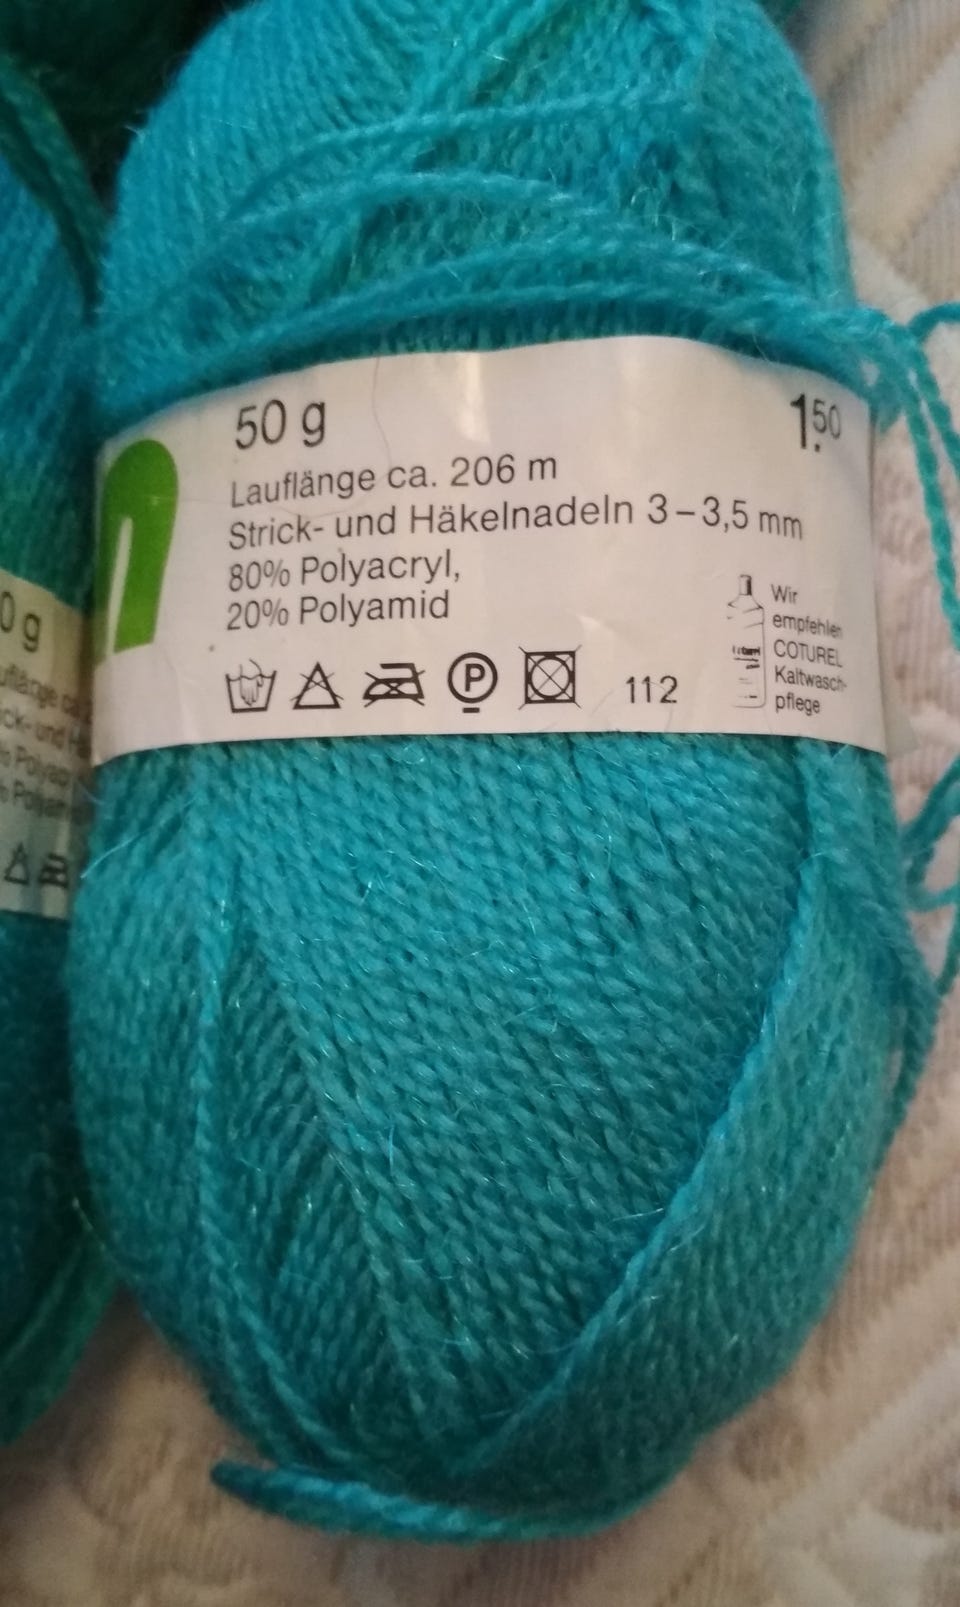 50 g
1.50
Lauflänge ca. 206 m
Strick- und Häkelnadeln 3 – 3,5 mm
80% Polyacryl,
20% Polyamid
Wir
empfehlen
COTUREL
Kaltwasch-
pflege
P
112
0 g